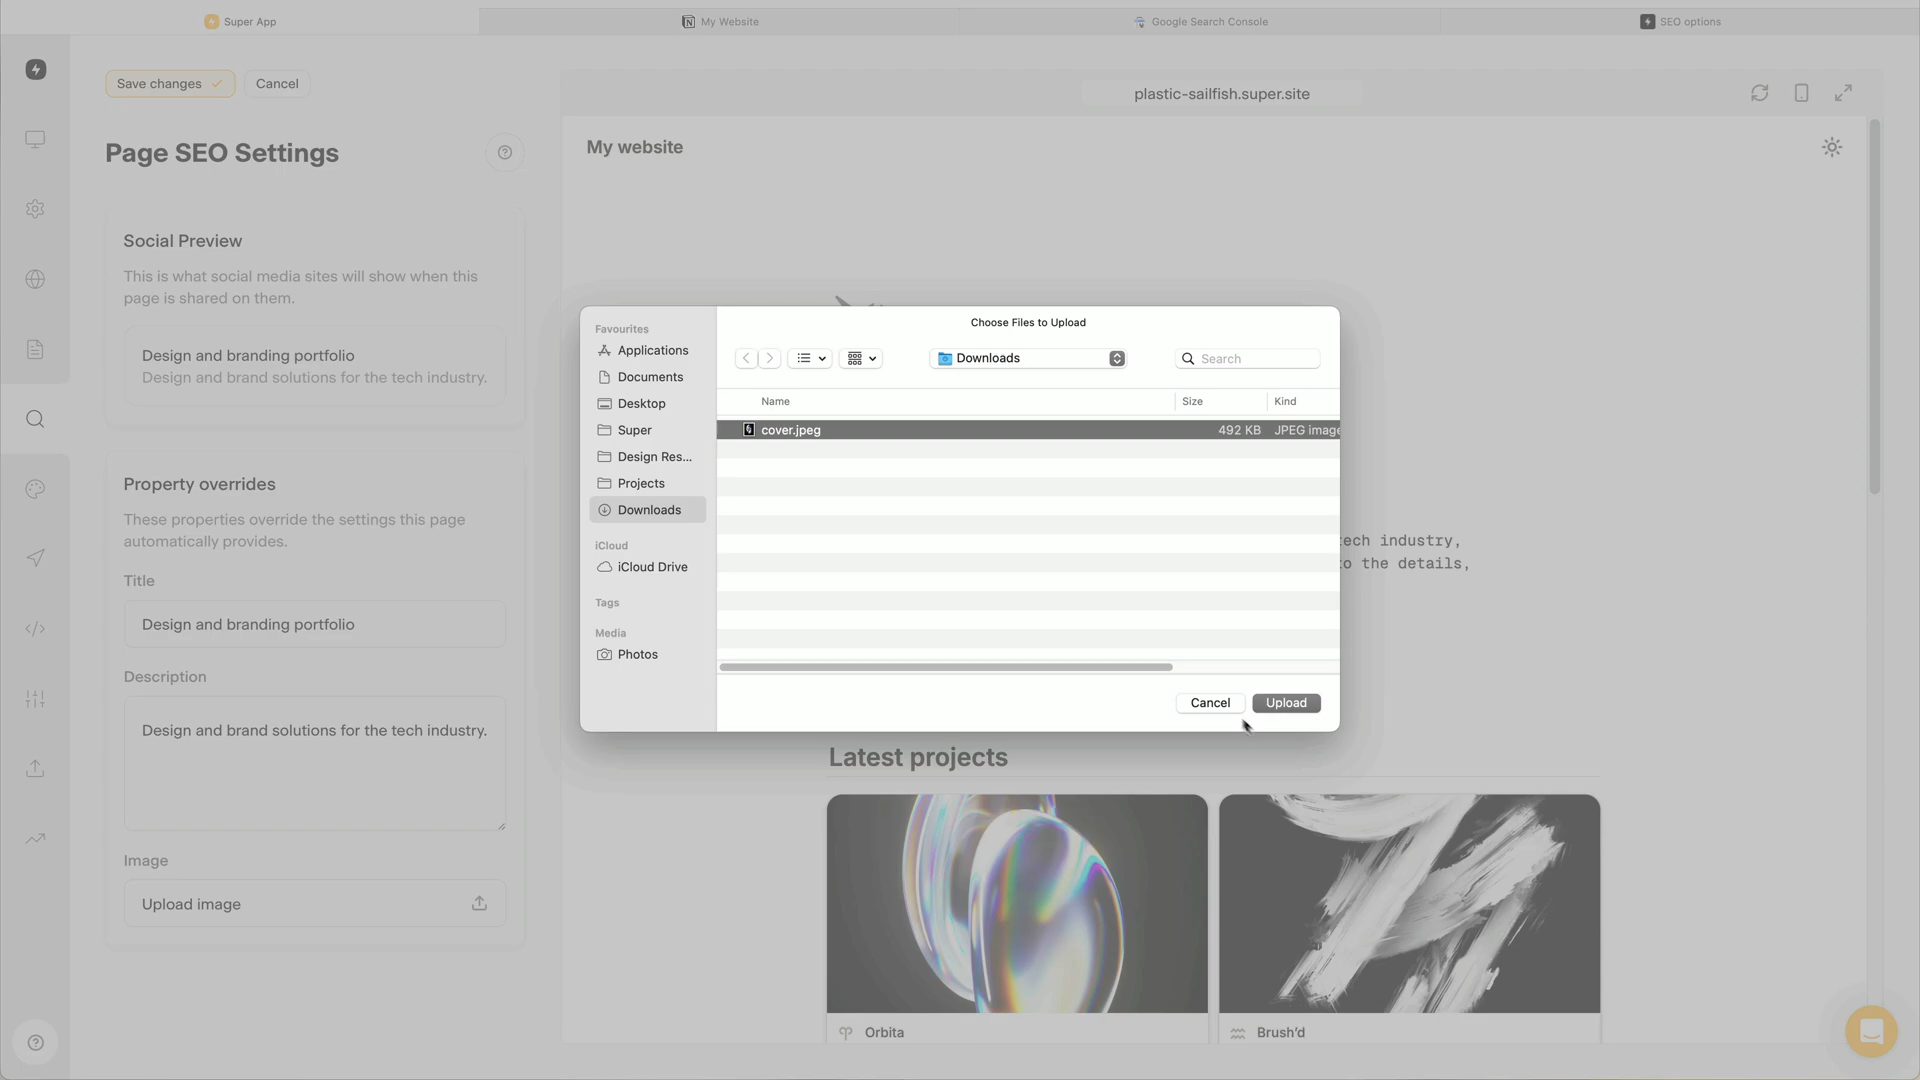 Super App
My Website
Google Search Console
SEO options
Save changes
Cancel
plastic-sailfish.super.site
Page SEO Settings
My website
Social Preview
This is what social media sites will show when this
page is shared on them.
Design and branding portfolio
Design and brand solutions for the tech industry.
Property overrides
These properties override the settings this page
automatically provides.
Title
Design and branding portfolio
Description
Design and brand solutions for the tech industry.
Image
Upload image
Choose Files to Upload
Favourites
Applications
Documents
Desktop
Super
Design Res...
Projects
Downloads
iCloud
iCloud Drive
Tags
Media
Photos
Downloads
Search
Name
Size
Kind
cover.jpeg
492 KB
JPEG image
Cancel
Upload
tech industry,
to the details,
Latest projects
Orbita
Brush'd